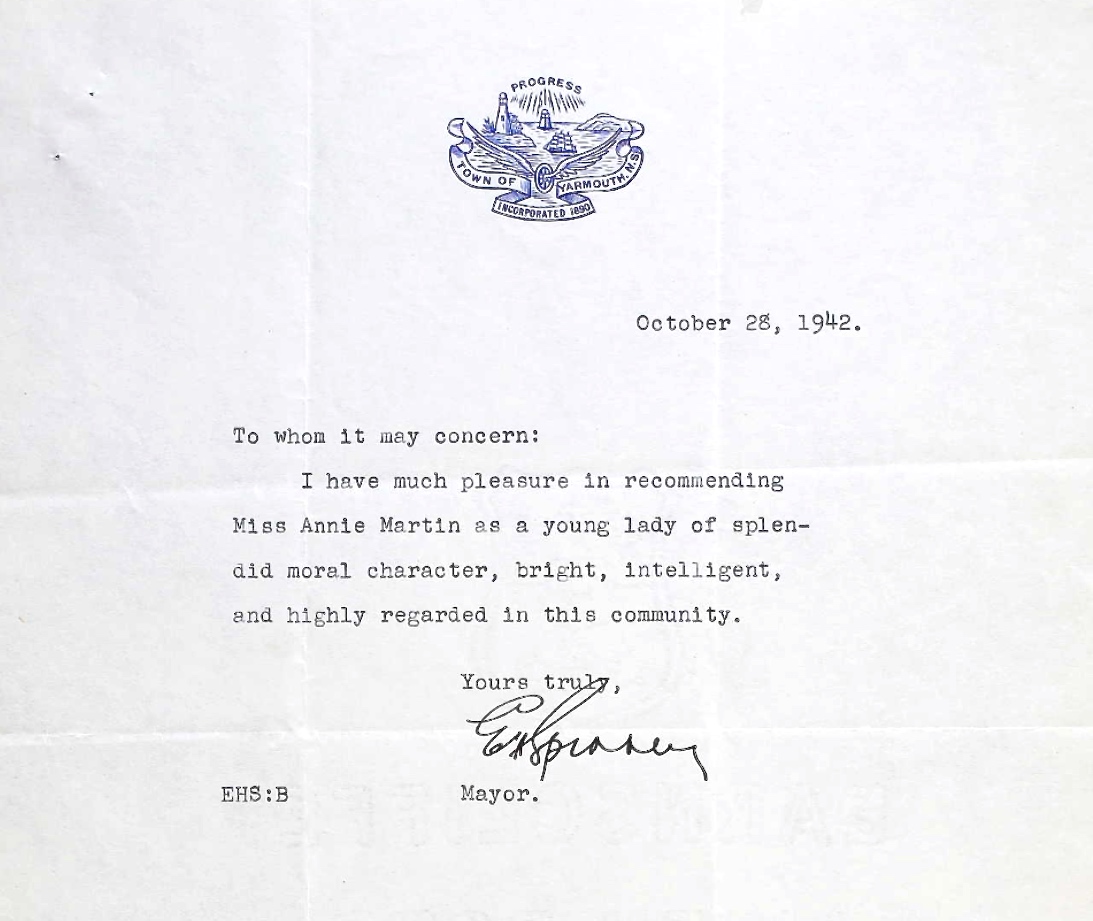 PROGRESS
TOWN OF YARMOUTH. N.S.
INCORPORATED 1890
October 28, 1942.
To whom it may concern:
I have much pleasure in recommending
Miss Annie Martin as a young lady of splen-
did moral character, bright, intelligent,
and highly regarded in this community.
Yours truly,
EHS:B Mayor.